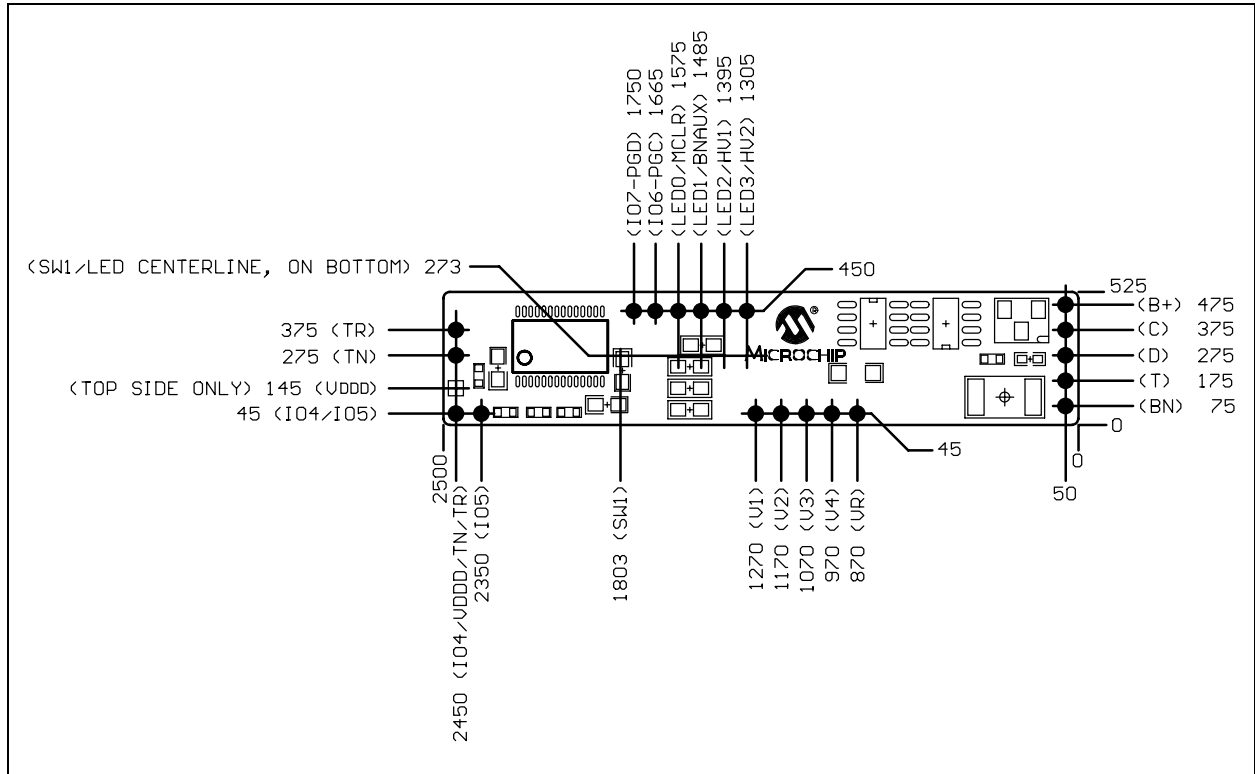 (IO7-PGD) 1750
(IO6-PGC) 1665
(LED0/MCLR) 1575
(LED1/BNAUX) 1485
(LED2/HV1) 1395
(LED3/HV2) 1305
(SW1/LED CENTERLINE, ON BOTTOM) 273
450
525
(B+) 475
375 (TR)
(C) 375
275 (TN)
MICROCHIP
®
(D) 275
(TOP SIDE ONLY) 145 (VDDD)
(T) 175
45 (IO4/IO5)
(BN) 75
0
45
2500
0
50
2450 (IO4/VDDD/TN/TR)
2350 (IO5)
1803 (SW1)
1270 (V1)
1170 (V2)
1070 (V3)
970 (V4)
870 (VR)